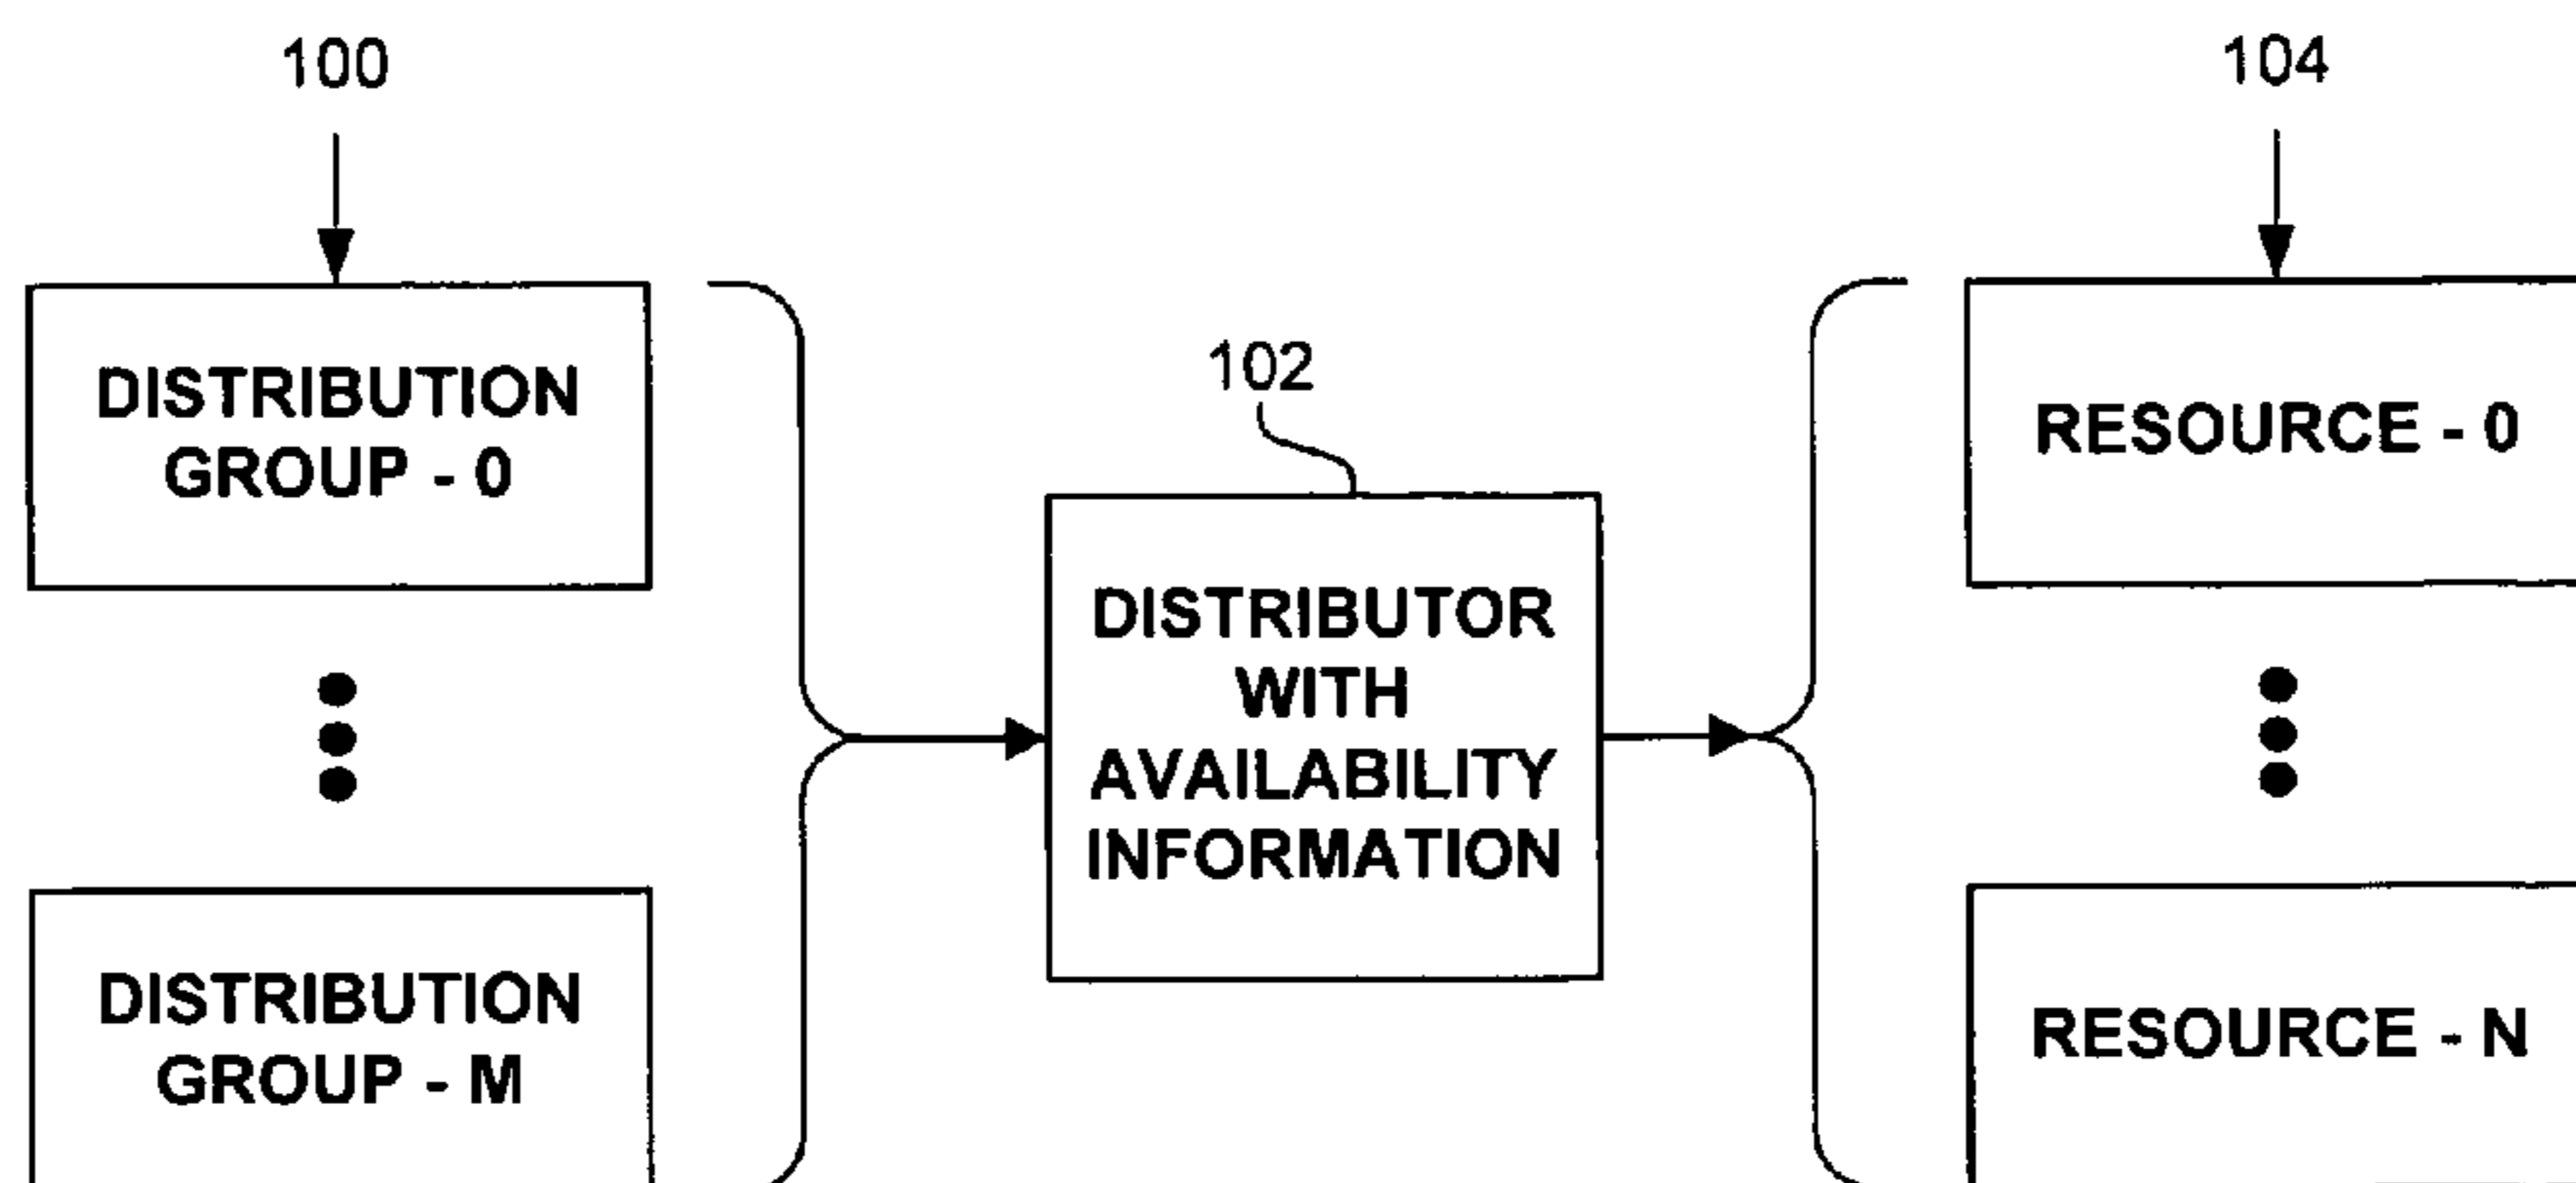 100
104
102
DISTRIBUTION
GROUP - 0
RESOURCE - 0
DISTRIBUTOR
WITH
AVAILABILITY
INFORMATION
DISTRIBUTION
GROUP - M
RESOURCE - N